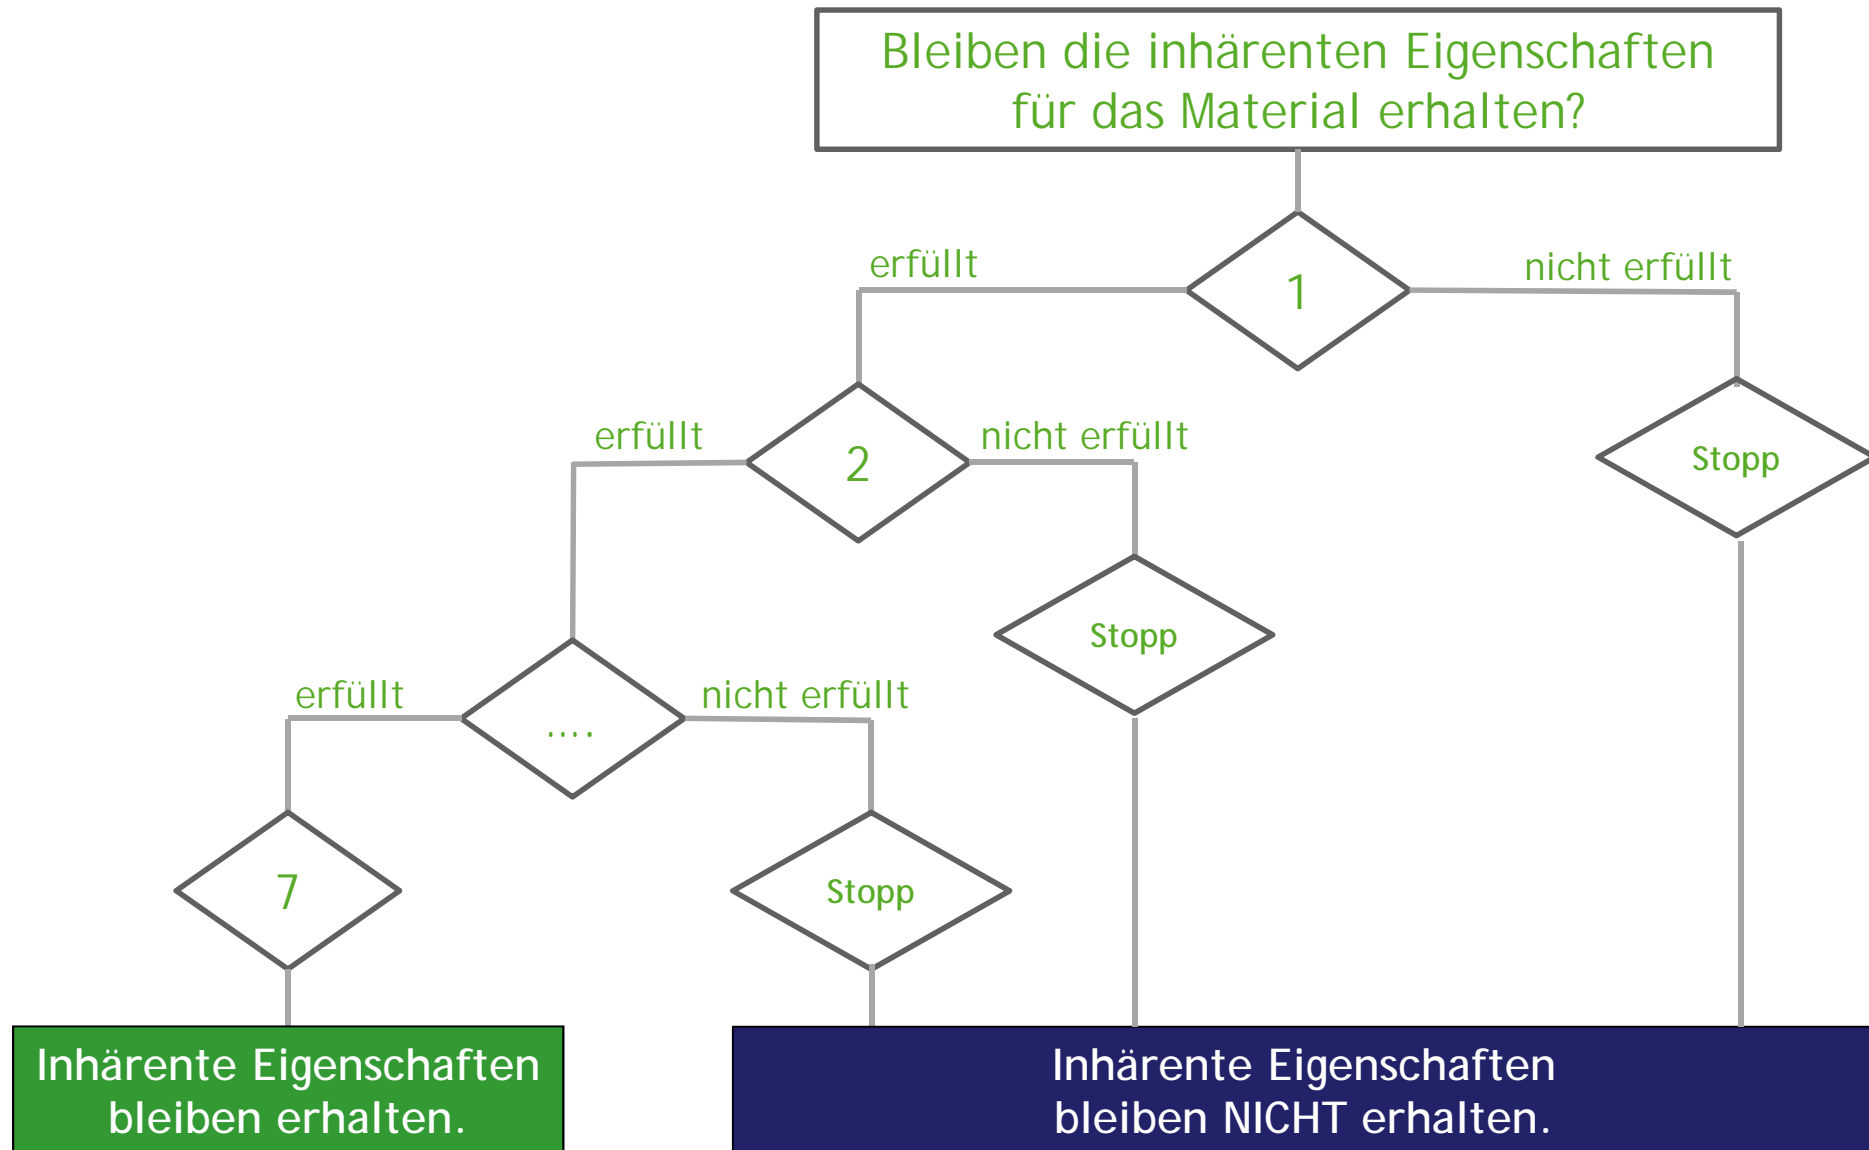 Bleiben die inhärenten Eigenschaften
für das Material erhalten?
erfüllt
1
nicht erfüllt
erfüllt
2
nicht erfüllt
Stopp
Stopp
erfüllt
....
nicht erfüllt
7
Stopp
Inhärente Eigenschaften
bleiben erhalten.
Inhärente Eigenschaften
bleiben NICHT erhalten.